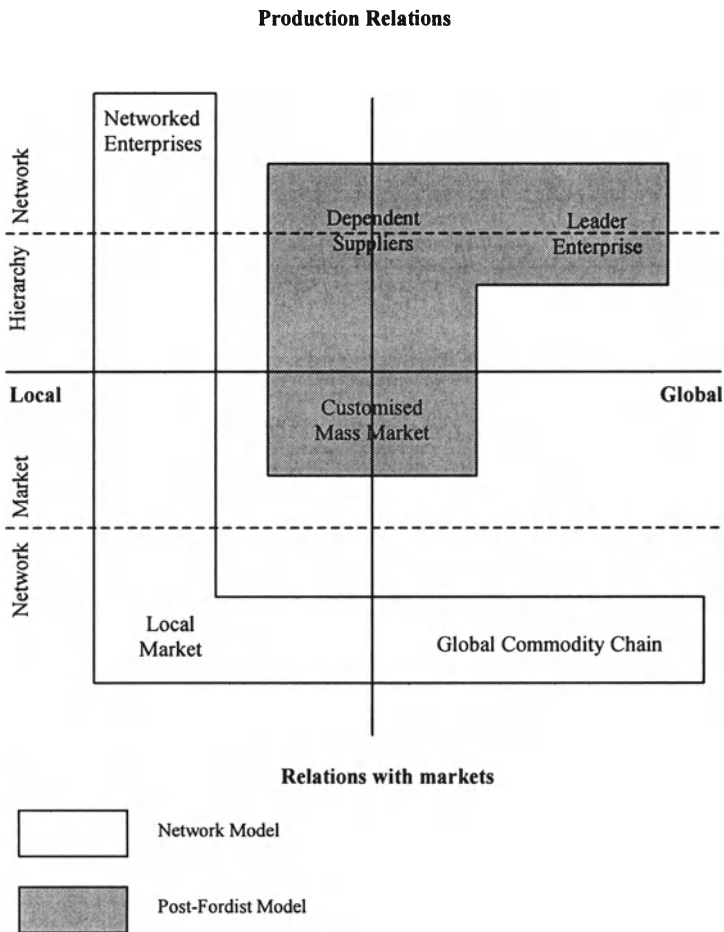 Production Relations
Networked
Enterprises
Network
Dependent
Suppliers
Leader
Enterprise
Hierarchy
Local
Global
Customised
Mass Market
Market
Network
Local
Market
Global Commodity Chain
Relations with markets
Network Model
Post-Fordist Model